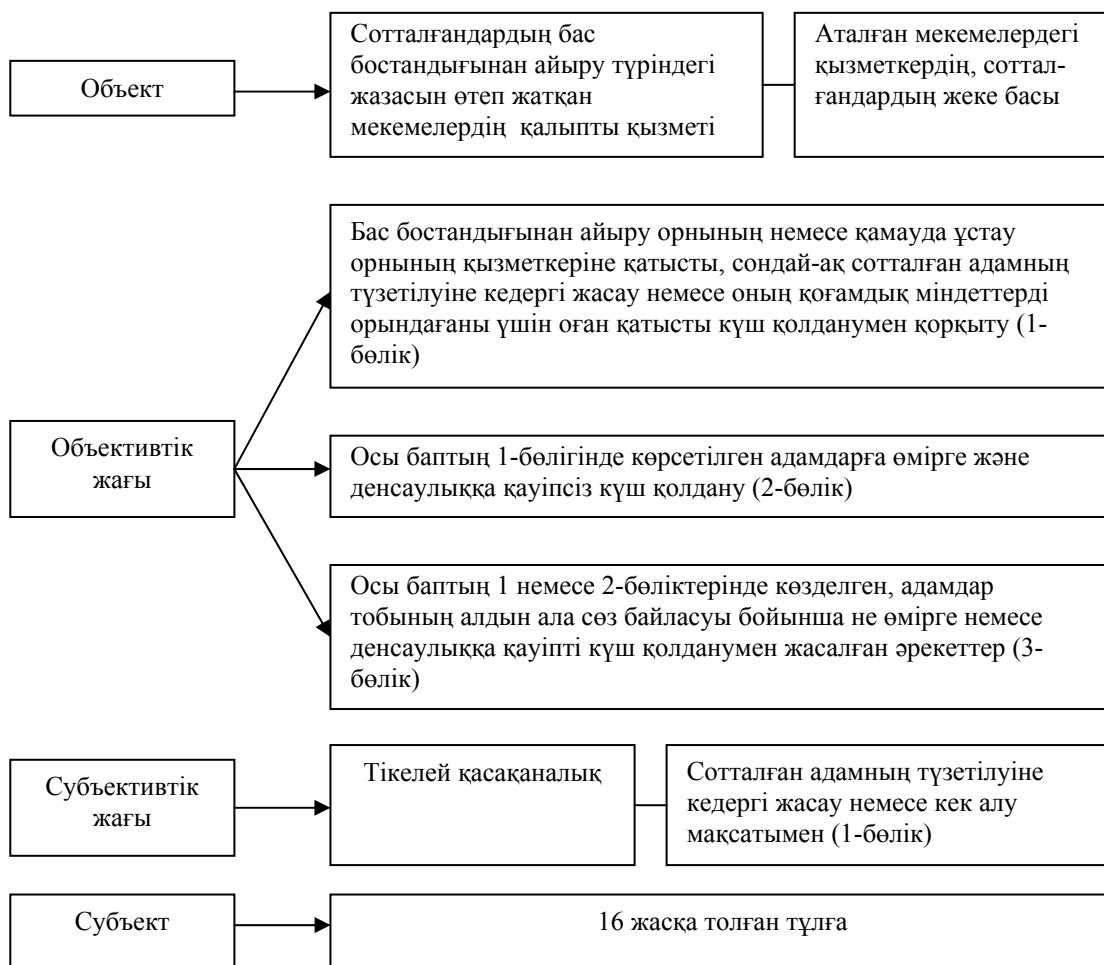 Объект
Сотталғандардың бас
бостандығынан айыру түріндегі
жазасын өтеп жатқан
мекемелердің қалыпты қызметі
Аталған мекемелердегі
қызметкердің, соттал-
ғандардың жеке басы
Объективтік
жағы
Бас бостандығынан айыру орнының немесе қамауда ұстау
орнының қызметкеріне қатысты, сондай-ақ сотталған адамның
түзетілуіне кедергі жасау немесе оның қоғамдық міндеттерді
орындағаны үшін оған қатысты күш қолданумен қорқыту (1-
бөлік)
Осы баптың 1-бөлігінде көрсетілген адамдарға өмірге және
денсаулыққа қауіпсіз күш қолдану (2-бөлік)
Осы баптың 1 немесе 2-бөліктерінде көзделген, адамдар
тобының алдын ала сөз байласуы бойынша не өмірге немесе
денсаулыққа қауіпті күш қолданумен жасалған әрекеттер (3-
бөлік)
Субъективтік
жағы
Тікелей қасақаналық
Сотталған адамның түзетілуіне
кедергі жасау немесе кек алу
мақсатымен (1-бөлік)
Субъект
16 жасқа толған тұлға